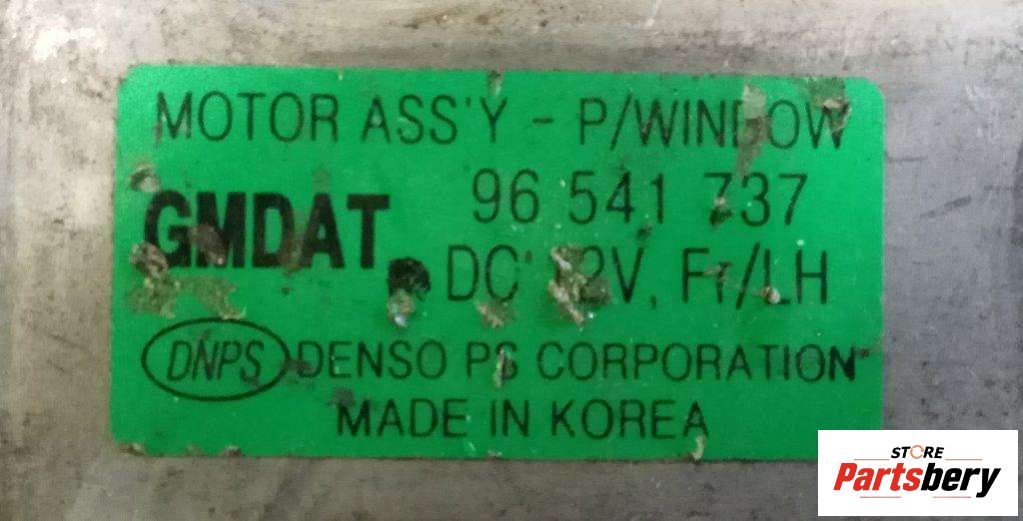 MOTOR ASS'Y - P/WINDOW
GMDAT
96 541 737
DC 12V, Fr/LH
DNPS DENSO PS CORPORATION
MADE IN KOREA
STORE
Partsbery